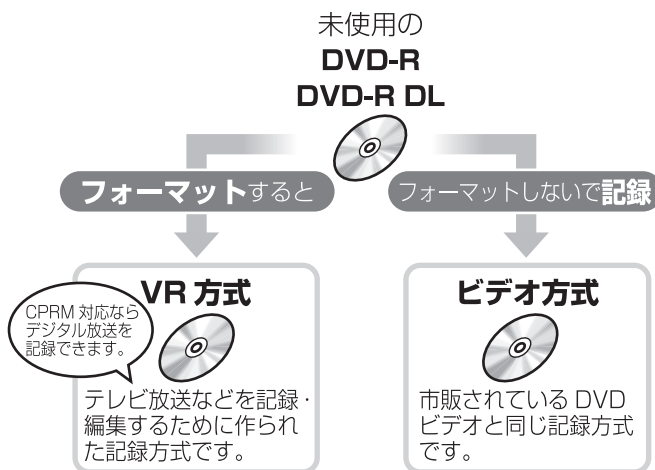 未使用の
DVD-R
DVD-R DL
フォーマットすると
フォーマットしないで記録
VR 方式
CPRM 対応なら
デジタル放送を
記録できます。
テレビ放送などを記録・
編集するために作られ
た記録方式です。
ビデオ方式
市販されている DVD
ビデオと同じ記録方式
です。